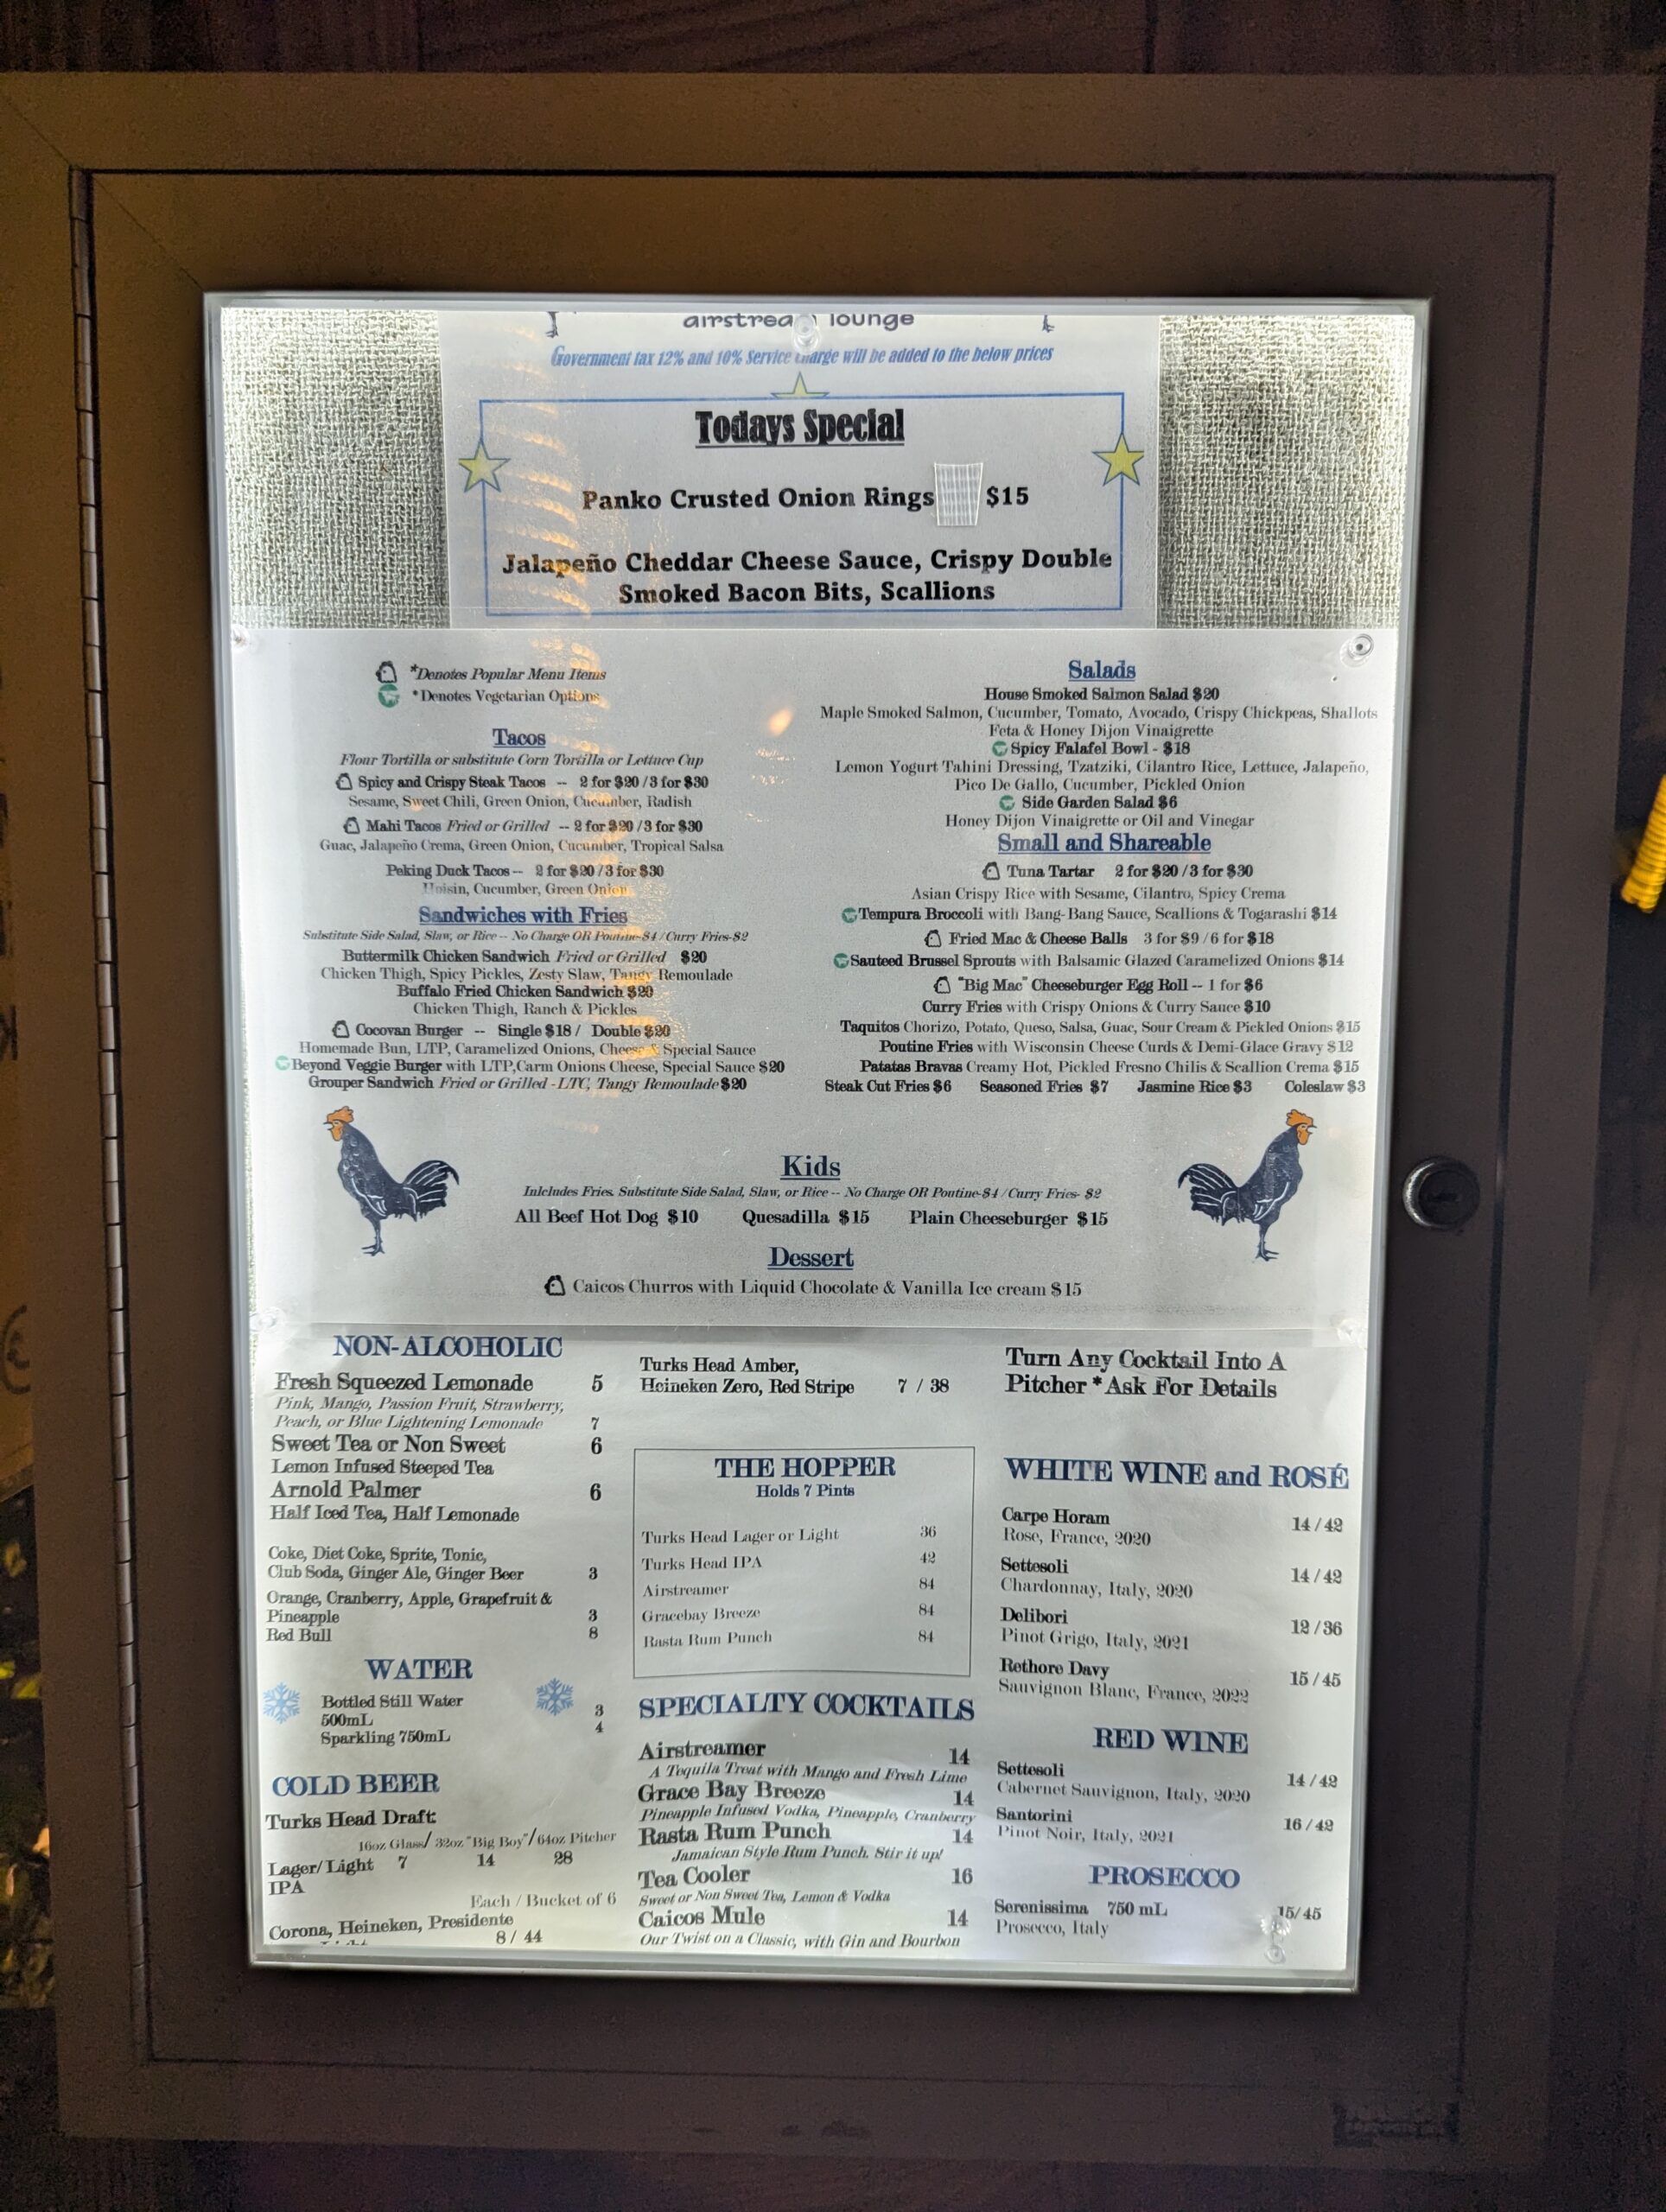 airstrea lounge
Government tax 12% and 10% Service charge will be added to the below prices
Todays Special
Panko Crusted Onion Rings $15
Jalapeño Cheddar Cheese Sauce, Crispy Double
Smoked Bacon Bits, Scallions
*Denotes Popular Menu Items
*Denotes Vegetarian Options
Tacos
Flour Tortilla or substitute Corn Tortilla or Lettuce Cup
Spicy and Crispy Steak Tacos -- 2 for $20 / 3 for $30
Sesame, Sweet Chili, Green Onion, Cucumber, Radish
Mahi Tacos Fried or Grilled -- 2 for $20 / 3 for $30
Guac, Jalapeño Crema, Green Onion, Cucumber, Tropical Salsa
Peking Duck Tacos -- 2 for $20 / 3 for $30
Hoisin, Cucumber, Green Onion
Sandwiches with Fries
Substitute Side Salad, Slaw, or Rice -- No Charge OR Poutine-$4 / Curry Fries-$2
Buttermilk Chicken Sandwich Fried or Grilled $20
Chicken Thigh, Spicy Pickles, Zesty Slaw, Tangy Remoulade
Buffalo Fried Chicken Sandwich $20
Chicken Thigh, Ranch & Pickles
Cocovan Burger -- Single $18 / Double $20
Homemade Bun, LTP, Caramelized Onions, Cheese & Special Sauce
Beyond Veggie Burger with LTP,Carm Onions Cheese, Special Sauce $20
Grouper Sandwich Fried or Grilled -LTC, Tangy Remoulade $20
Salads
House Smoked Salmon Salad $20
Maple Smoked Salmon, Cucumber, Tomato, Avocado, Crispy Chickpeas, Shallots
Feta & Honey Dijon Vinaigrette
Spicy Falafel Bowl - $18
Lemon Yogurt Tahini Dressing, Tzatziki, Cilantro Rice, Lettuce, Jalapeño,
Pico De Gallo, Cucumber, Pickled Onion
Side Garden Salad $6
Honey Dijon Vinaigrette or Oil and Vinegar
Small and Shareable
Tuna Tartar 2 for $20 / 3 for $30
Asian Crispy Rice with Sesame, Cilantro, Spicy Crema
Tempura Broccoli with Bang-Bang Sauce, Scallions & Togarashi $14
Fried Mac & Cheese Balls 3 for $9 / 6 for $18
Sauteed Brussel Sprouts with Balsamic Glazed Caramelized Onions $14
"Big Mac" Cheeseburger Egg Roll -- 1 for $6
Curry Fries with Crispy Onions & Curry Sauce $10
Taquitos Chorizo, Potato, Queso, Salsa, Guac, Sour Cream & Pickled Onions $15
Poutine Fries with Wisconsin Cheese Curds & Demi-Glace Gravy $12
Patatas Bravas Creamy Hot, Pickled Fresno Chilis & Scallion Crema $15
Steak Cut Fries $6 Seasoned Fries $7 Jasmine Rice $3 Coleslaw $3
Kids
Inlcludes Fries. Substitute Side Salad, Slaw, or Rice -- No Charge OR Poutine-$4 / Curry Fries- $2
All Beef Hot Dog $10 Quesadilla $15 Plain Cheeseburger $15
Dessert
Caicos Churros with Liquid Chocolate & Vanilla Ice cream $15
NON-ALCOHOLIC
Fresh Squeezed Lemonade 5
Pink, Mango, Passion Fruit, Strawberry,
Peach, or Blue Lightening Lemonade 7
Sweet Tea or Non Sweet 6
Lemon Infused Steeped Tea
Arnold Palmer 6
Half Iced Tea, Half Lemonade
Coke, Diet Coke, Sprite, Tonic,
Club Soda, Ginger Ale, Ginger Beer 3
Orange, Cranberry, Apple, Grapefruit &
Pineapple 3
Red Bull 8
WATER
Bottled Still Water
500mL 3
Sparkling 750mL 4
COLD BEER
Turks Head Draft:
16oz Glass/ 32oz "Big Boy"/ 64oz Pitcher
Lager/Light 7 14 28
IPA
Each / Bucket of 6
Corona, Heineken, Presidente
8 / 44
Turks Head Amber,
Heineken Zero, Red Stripe 7 / 38
THE HOPPER
Holds 7 Pints
Turks Head Lager or Light 36
Turks Head IPA 42
Airstreamer 84
Gracebay Breeze 84
Rasta Rum Punch 84
SPECIALTY COCKTAILS
Airstreamer 14
A Tequila Treat with Mango and Fresh Lime
Grace Bay Breeze 14
Pineapple Infused Vodka, Pineapple, Cranberry
Rasta Rum Punch 14
Jamaican Style Rum Punch. Stir it up!
Tea Cooler 16
Sweet or Non Sweet Tea, Lemon & Vodka
Caicos Mule 14
Our Twist on a Classic, with Gin and Bourbon
Turn Any Cocktail Into A
Pitcher *Ask For Details
WHITE WINE and ROSÉ
Carpe Horam 14/42
Rose, France, 2020
Settesoli 14/42
Chardonnay, Italy, 2020
Delibori 12/36
Pinot Grigo, Italy, 2021
Rethore Davy 15/45
Sauvignon Blanc, France, 2022
RED WINE
Settesoli 14/42
Cabernet Sauvignon, Italy, 2020
Santorini 16/42
Pinot Noir, Italy, 2021
PROSECCO
Serenissima 750 mL 15/45
Prosecco, Italy